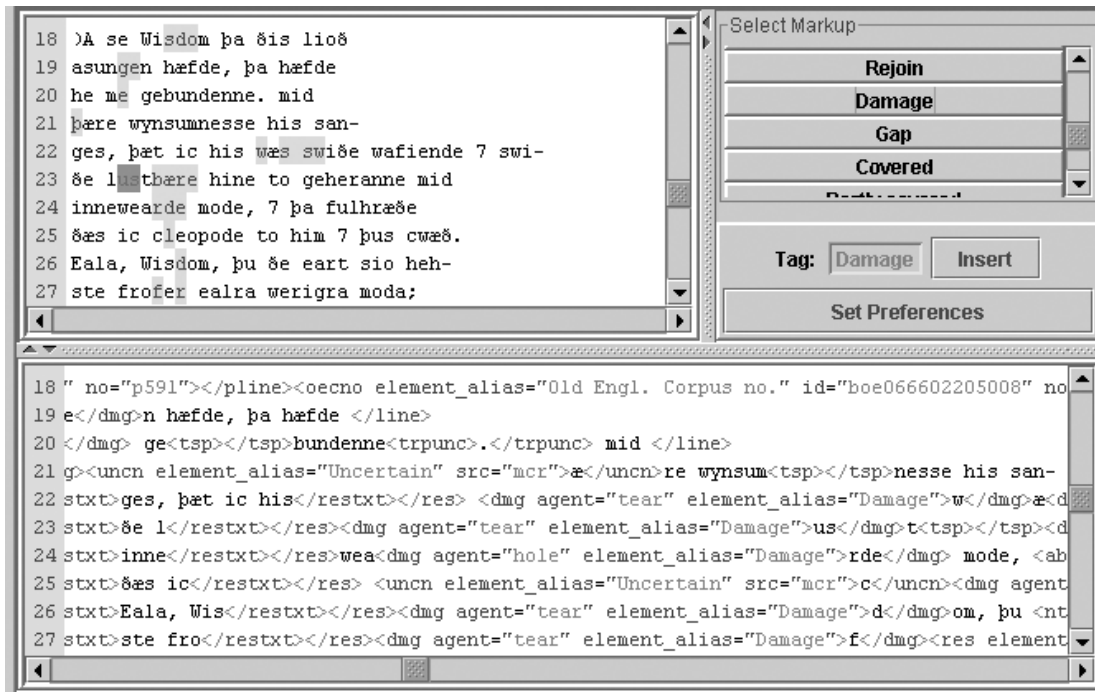 18 )A se Wisdom þa ðis lioð
19 asungen hæfde, þa hæfde
20 he me gebundenne. mid
21 þære wynsumnesse his san-
22 ges, þæt ic his wæs swiðe wafiende 7 swi-
23 ðe lustbære hine to geheranne mid
24 innewearde mode, 7 þa fulhræðe
25 ðæs ic cleopode to him 7 þus cwæð.
26 Eala, Wisdom, þu ðe eart sio heh-
27 ste frofer ealra werigra moda;
Select Markup
Rejoin
Damage
Gap
Covered
Tag: Damage Insert
Set Preferences
18 " no="p591"></pline><oecno element_alias="Old Engl. Corpus no." id="boe066602205008" no
19 e</dmg>n hæfde, þa hæfde </line>
20 </dmg> ge<tsp></tsp>bundenne<trpunc>.</trpunc> mid </line>
21 g><uncn element_alias="Uncertain" src="mcr">æ</uncn>re wynsum<tsp></tsp>nesse his san-
22 stxt>ges, þæt ic his</restxt></res> <dmg agent="tear" element_alias="Damage">w</dmg>æ<d
23 stxt>ðe l</restxt></res><dmg agent="tear" element_alias="Damage">us</dmg>t<tsp></tsp><d
24 stxt>inne</restxt></res>wea<dmg agent="hole" element_alias="Damage">rde</dmg> mode, <ab
25 stxt>ðæs ic</restxt></res> <uncn element_alias="Uncertain" src="mcr">c</uncn><dmg agent
26 stxt>Eala, Wis</restxt></res><dmg agent="tear" element_alias="Damage">d</dmg>om, þu <nt
27 stxt>ste fro</restxt></res><dmg agent="tear" element_alias="Damage">f</dmg><res element